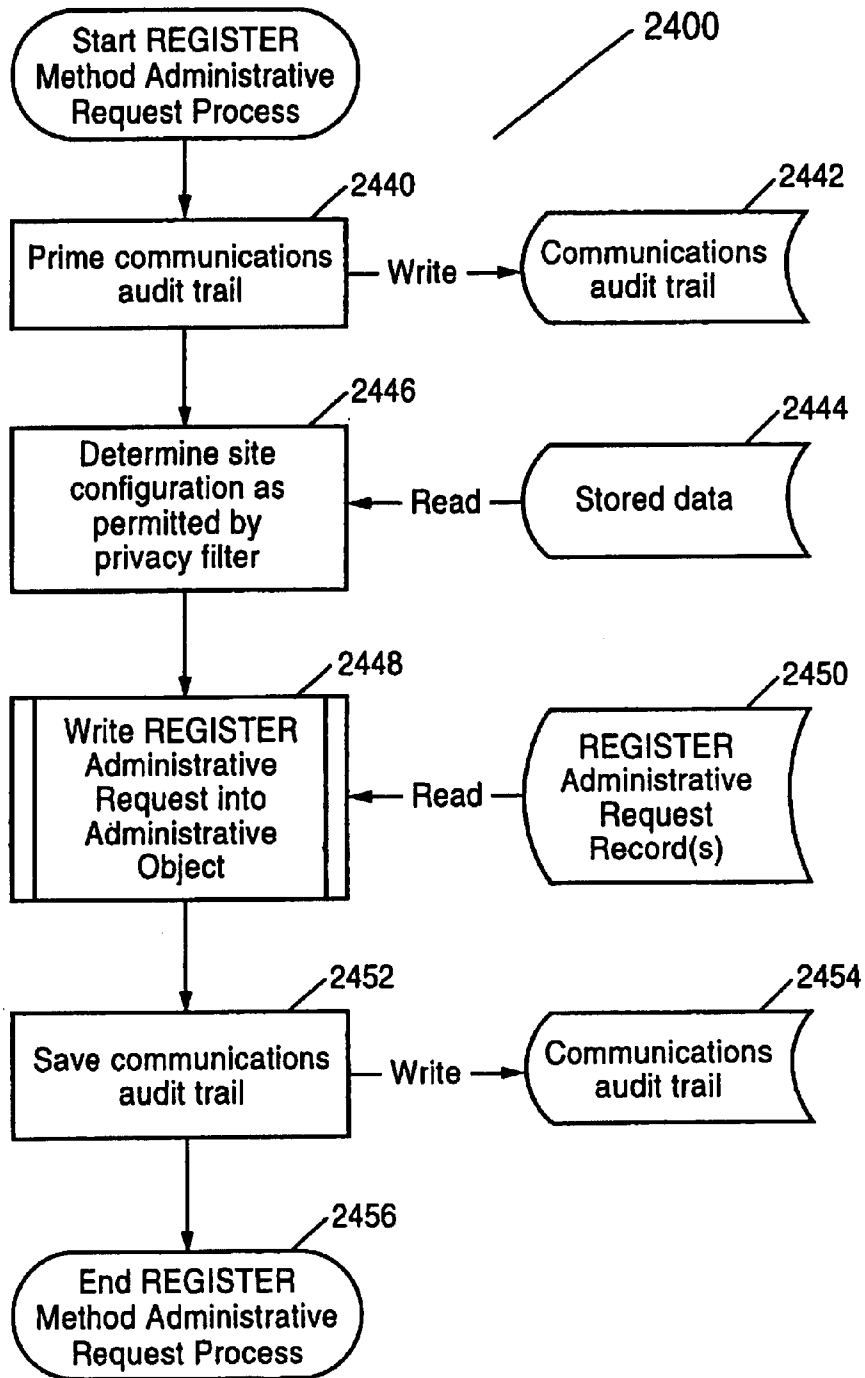 Start REGISTER
Method Administrative
Request Process
2400
2440
Prime communications
audit trail
Write
2442
Communications
audit trail
2446
Determine site
configuration as
permitted by
privacy filter
Read
2444
Stored data
2448
Write REGISTER
Administrative
Request into
Administrative
Object
Read
2450
REGISTER
Administrative
Request
Record(s)
2452
Save communications
audit trail
Write
2454
Communications
audit trail
2456
End REGISTER
Method Administrative
Request Process